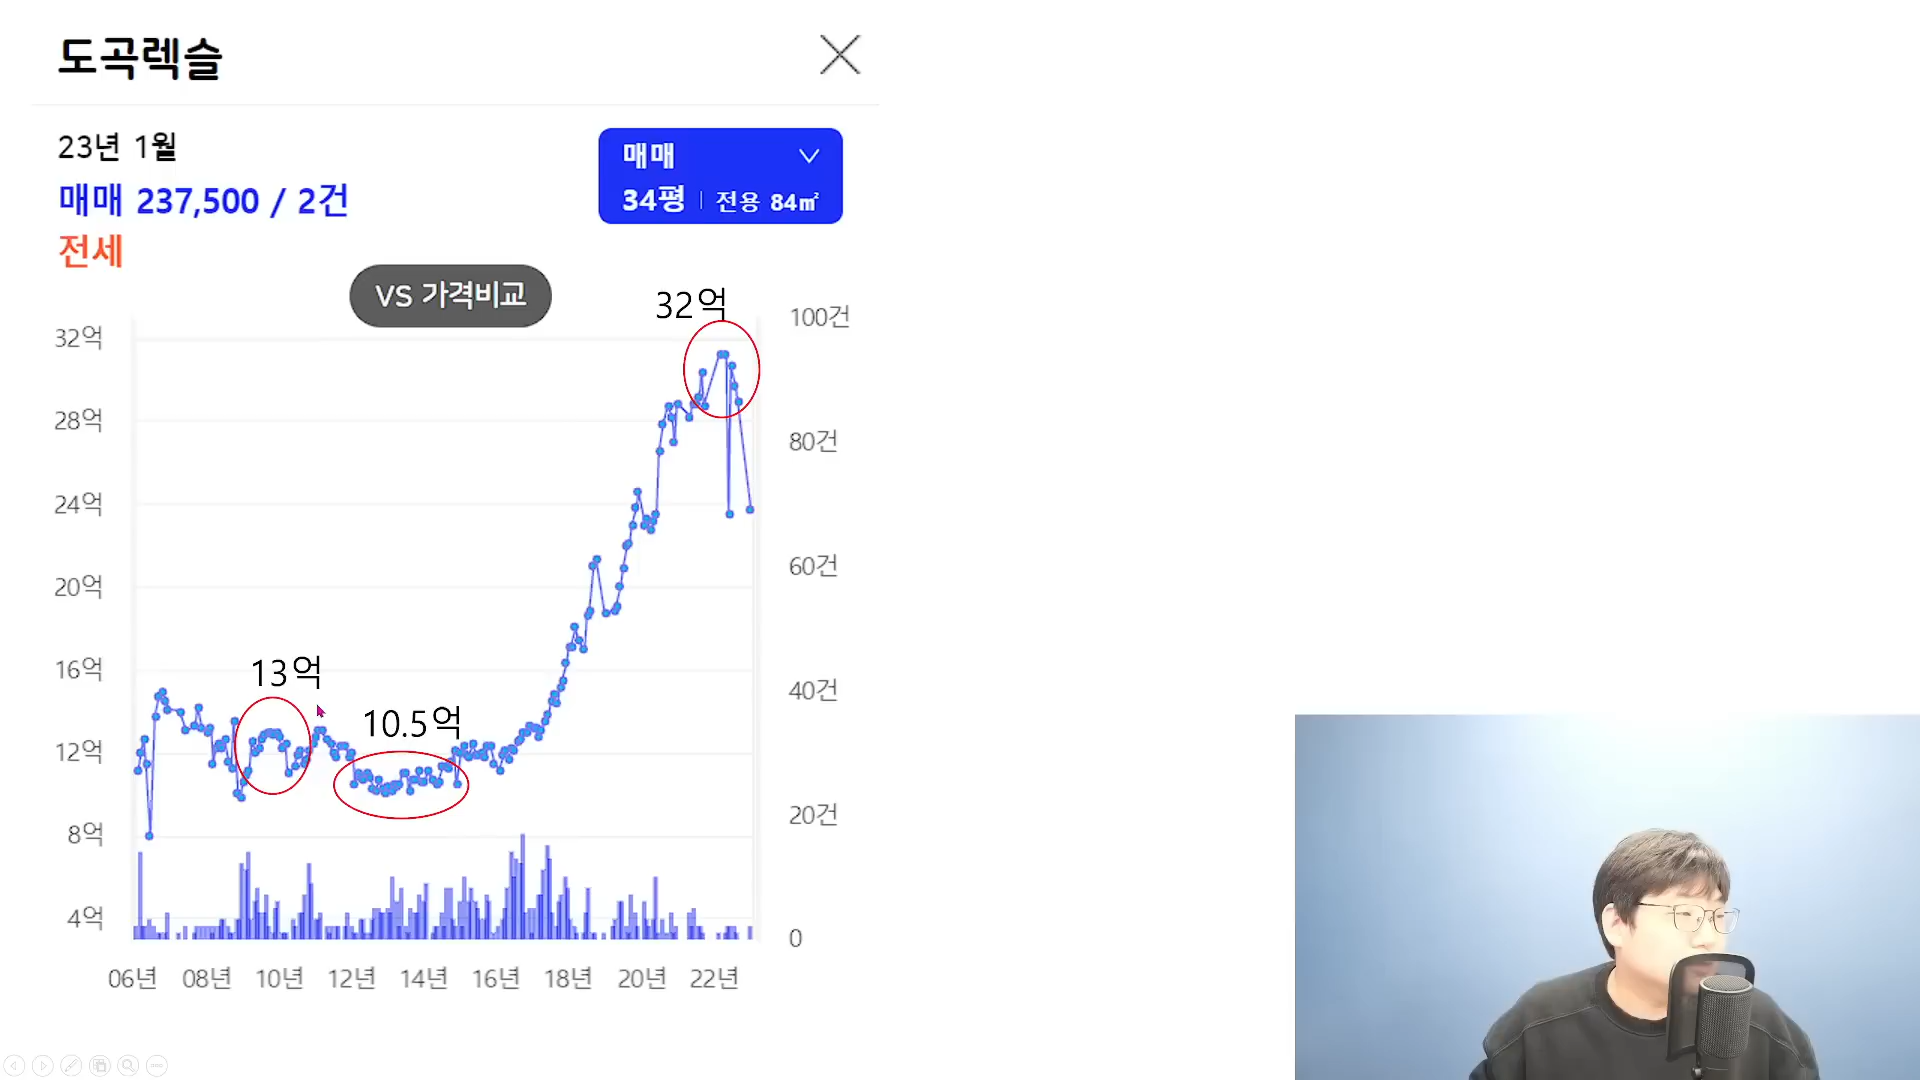 도곡렉슬
23년 1월
매매 237,500 / 2건
전세
매매
34평 전용 84㎡
VS 가격비교
32억
100건
32억
28억
80건
24억
60건
20억
16억
13억
40건
10.5억
12억
20건
8억
4억
0
06년 08년 10년 12년 14년 16년 18년 20년 22년